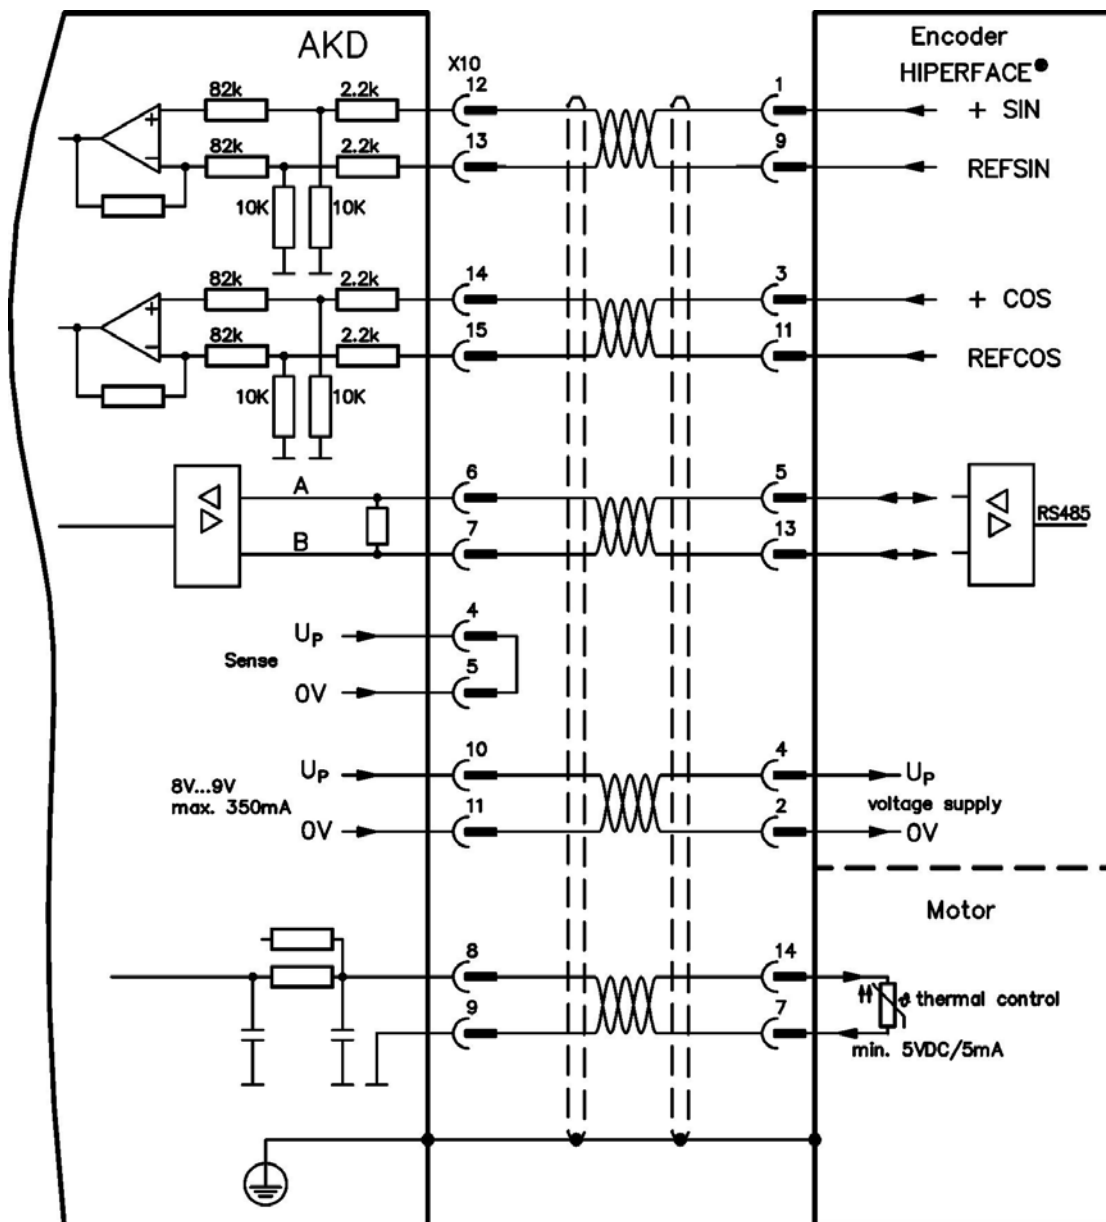 AKD
X10
Encoder
HIPERFACE●
82k
2.2k
12
1
+ SIN
+
82k
2.2k
13
9
REFSIN
−
10K
10K
82k
2.2k
14
3
+ COS
+
82k
2.2k
15
11
REFCOS
−
10K
10K
A
6
5
RS485
B
7
13
UP
4
Sense
0V
5
8V...9V
max. 350mA
UP
10
4
UP
voltage supply
0V
11
2
0V
Motor
8
14
ϑ thermal control
9
7
min. 5VDC/5mA